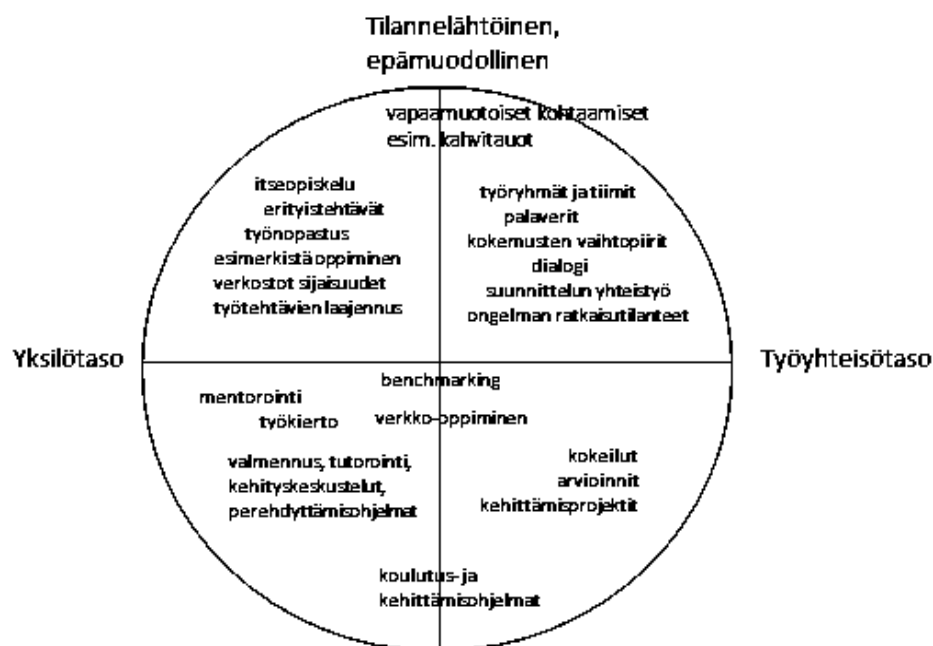 Tilannelähtöinen,
epämuodollinen
vapaamuotoiset kohtaamiset
esim. kahvitauot
itseopiskelu
erityistehtävät
työnopastus
esimerkistä oppiminen
verkostot sijaisuudet
työtehtävien laajennus
työryhmät ja tiimit
palaverit
kokemusten vaihtopiirit
dialogi
suunnittelun yhteistyö
ongelman ratkaisutilanteet
Yksilötaso
Työyhteisötaso
benchmarking
verkko-oppiminen
mentorointi
työkierto
valmennus, tutorointi,
kehityskeskustelut,
perehdyttämisohjelmat
kokeilut
arvioinnit
kehittämisprojektit
koulutus- ja
kehittämisohjelmat